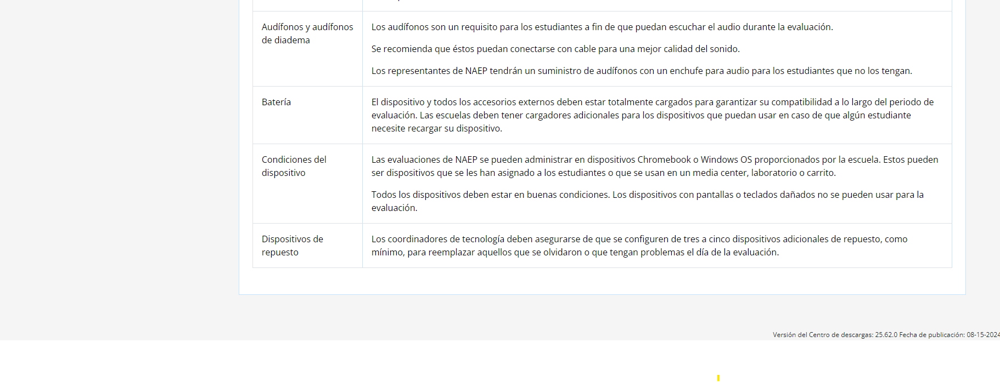 Audífonos y audífonos
de diadema
Los audífonos son un requisito para los estudiantes a fin de que puedan escuchar el audio durante la evaluación.
Se recomienda que éstos puedan conectarse con cable para una mejor calidad del sonido.
Los representantes de NAEP tendrán un suministro de audífonos con un enchufe para audio para los estudiantes que no los tengan.
Batería
El dispositivo y todos los accesorios externos deben estar totalmente cargados para garantizar su compatibilidad a lo largo del periodo de
evaluación. Las escuelas deben tener cargadores adicionales para los dispositivos que puedan usar en caso de que algún estudiante
necesite recargar su dispositivo.
Condiciones del
dispositivo
Las evaluaciones de NAEP se pueden administrar en dispositivos Chromebook o Windows OS proporcionados por la escuela. Estos pueden
ser dispositivos que se les han asignado a los estudiantes o que se usan en un media center, laboratorio o carrito.
Todos los dispositivos deben estar en buenas condiciones. Los dispositivos con pantallas o teclados dañados no se pueden usar para la
evaluación.
Dispositivos de
repuesto
Los coordinadores de tecnología deben asegurarse de que se configuren de tres a cinco dispositivos adicionales de repuesto, como
mínimo, para reemplazar aquellos que se olvidaron o que tengan problemas el día de la evaluación.
Versión del Centro de descargas: 25.62.0 Fecha de publicación: 08-15-2024